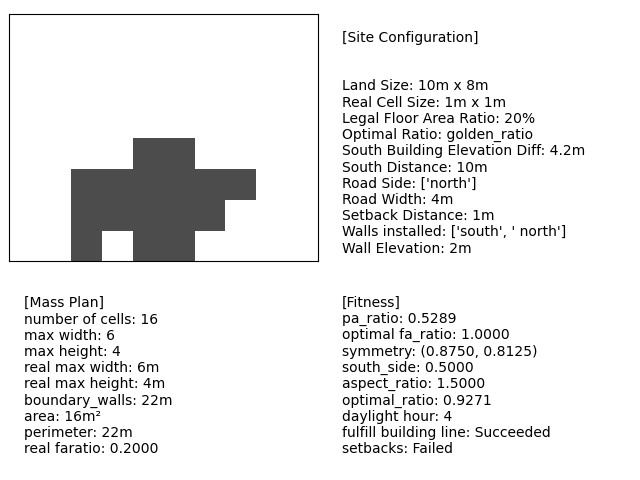 [Site Configuration]
Land Size: 10m x 8m
Real Cell Size: 1m x 1m
Legal Floor Area Ratio: 20%
Optimal Ratio: golden_ratio
South Building Elevation Diff: 4.2m
South Distance: 10m
Road Side: ['north']
Road Width: 4m
Setback Distance: 1m
Walls installed: ['south', ' north']
Wall Elevation: 2m
[Mass Plan]
number of cells: 16
max width: 6
max height: 4
real max width: 6m
real max height: 4m
boundary_walls: 22m
area: 16m²
perimeter: 22m
real faratio: 0.2000
[Fitness]
pa_ratio: 0.5289
optimal fa_ratio: 1.0000
symmetry: (0.8750, 0.8125)
south_side: 0.5000
aspect_ratio: 1.5000
optimal_ratio: 0.9271
daylight hour: 4
fulfill building line: Succeeded
setbacks: Failed